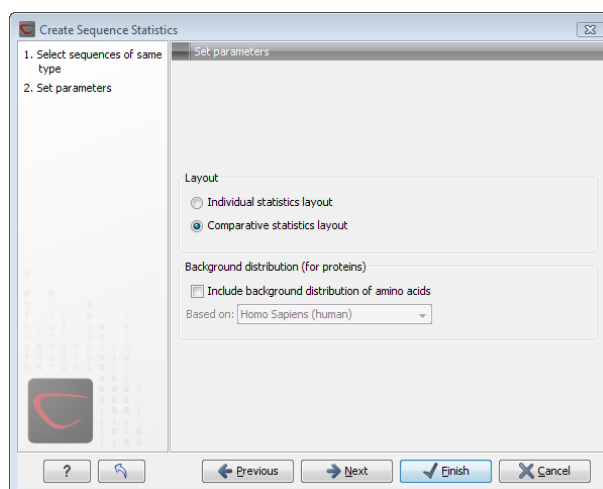 Create Sequence Statistics
1. Select sequences of same
type
2. Set parameters
Set parameters
Layout
Individual statistics layout
Comparative statistics layout
Background distribution (for proteins)
Include background distribution of amino acids
Based on: Homo Sapiens (human)
?
Previous
Next
Finish
Cancel